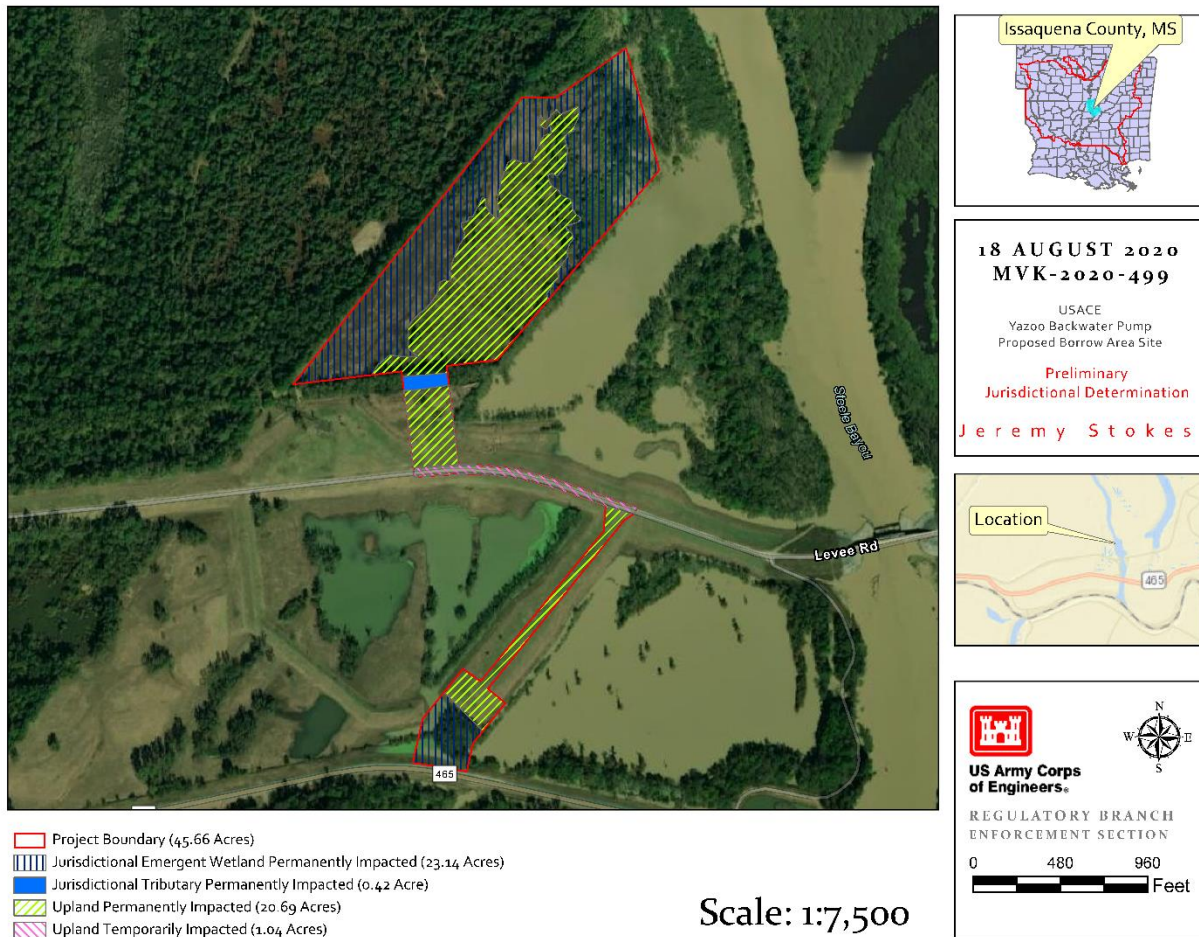 Issaquena County, MS
18 AUGUST 2020
MVK-2020-499
USACE
Yazoo Backwater Pump
Proposed Borrow Area Site
Preliminary
Jurisdictional Determination
Jeremy Stokes
Steele Bayou
Levee Rd
465
Location
465
US Army Corps
of Engineers®
N
W E
S
REGULATORY BRANCH
ENFORCEMENT SECTION
0 480 960
Feet
Project Boundary (45.66 Acres)
Jurisdictional Emergent Wetland Permanently Impacted (23.14 Acres)
Jurisdictional Tributary Permanently Impacted (0.42 Acre)
Upland Permanently Impacted (20.69 Acres)
Upland Temporarily Impacted (1.04 Acres)
Scale: 1:7,500